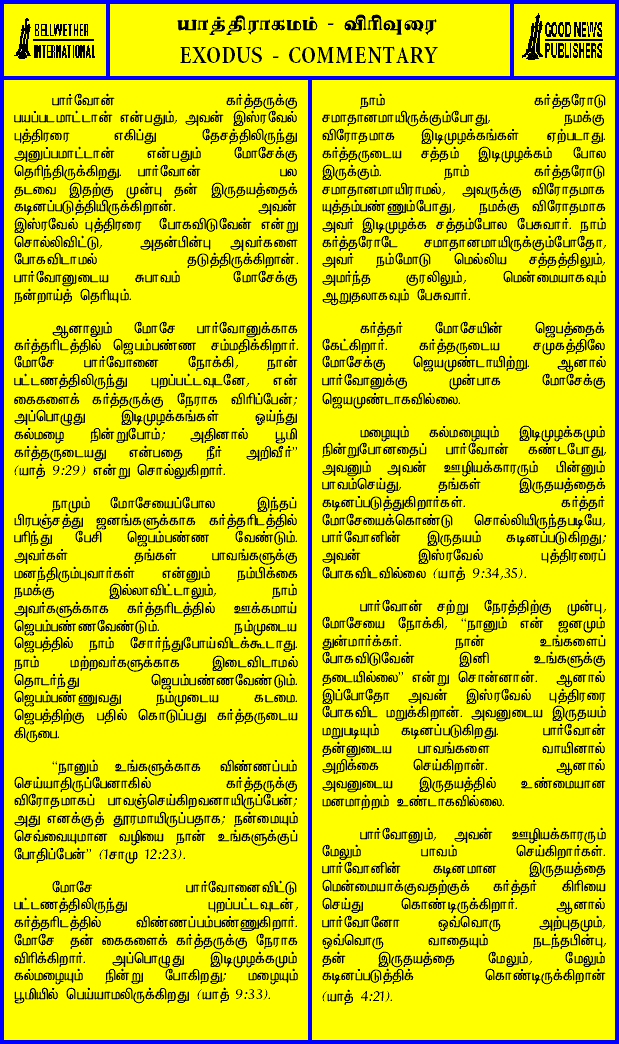 BELLWETHER
INTERNATIONAL
யாத்திராகமம் - விரிவுரை
EXODUS - COMMENTARY
GOOD NEWS
PUBLISHERS
பார்வோன் கர்த்தருக்கு
பயப்படமாட்டான் என்பதும், அவன் இஸ்ரவேல்
புத்திரரை எகிப்து தேசத்திலிருந்து
அனுப்பமாட்டான் என்பதும் மோசேக்கு
தெரிந்திருக்கிறது. பார்வோன் பல
தடவை இதற்கு முன்பு தன் இருதயத்தைக்
கடினப்படுத்தியிருக்கிறான். அவன்
இஸ்ரவேல் புத்திரரை போகவிடுவேன் என்று
சொல்லிவிட்டு, அதன்பின்பு அவர்களை
போகவிடாமல் தடுத்திருக்கிறான்.
பார்வோனுடைய சுபாவம் மோசேக்கு
நன்றாய்த் தெரியும்.
ஆனாலும் மோசே பார்வோனுக்காக
கர்த்தரிடத்தில் ஜெபம்பண்ண சம்மதிக்கிறார்.
மோசே பார்வோனை நோக்கி, நான்
பட்டணத்திலிருந்து புறப்பட்டவுடனே, என்
கைகளைக் கர்த்தருக்கு நேராக விரிப்பேன்;
அப்பொழுது இடிமுழக்கங்கள் ஓய்ந்து
கல்மழை நின்றுபோம்; அதினால் பூமி
கர்த்தருடையது என்பதை நீர் அறிவீர்"
(யாத் 9:29) என்று சொல்லுகிறார்.
நாமும் மோசேயைப்போல இந்தப்
பிரபஞ்சத்து ஜனங்களுக்காக கர்த்தரிடத்தில்
பரிந்து பேசி ஜெபம்பண்ண வேண்டும்.
அவர்கள் தங்கள் பாவங்களுக்கு
மனந்திரும்புவார்கள் என்னும் நம்பிக்கை
நமக்கு இல்லாவிட்டாலும், நாம்
அவர்களுக்காக கர்த்தரிடத்தில் ஊக்கமாய்
ஜெபம்பண்ணவேண்டும். நம்முடைய
ஜெபத்தில் நாம் சோர்ந்துபோய்விடக்கூடாது.
நாம் மற்றவர்களுக்காக இடைவிடாமல்
தொடர்ந்து ஜெபம்பண்ணவேண்டும்.
ஜெபம்பண்ணுவது நம்முடைய கடமை.
ஜெபத்திற்கு பதில் கொடுப்பது கர்த்தருடைய
கிருபை.
"நானும் உங்களுக்காக விண்ணப்பம்
செய்யாதிருப்பேனாகில் கர்த்தருக்கு
விரோதமாகப் பாவஞ்செய்கிறவனாயிருப்பேன்;
அது எனக்குத் தூரமாயிருப்பதாக; நன்மையும்
செவ்வையுமான வழியை நான் உங்களுக்குப்
போதிப்பேன்" (1சாமு 12:23).
மோசே பார்வோனைவிட்டு
பட்டணத்திலிருந்து புறப்பட்டவுடன்,
கர்த்தரிடத்தில் விண்ணப்பம்பண்ணுகிறார்.
மோசே தன் கைகளைக் கர்த்தருக்கு நேராக
விரிக்கிறார். அப்பொழுது இடிமுழக்கமும்
கல்மழையும் நின்று போகிறது; மழையும்
பூமியில் பெய்யாமலிருக்கிறது (யாத் 9:33).
நாம் கர்த்தரோடு
சமாதானமாயிருக்கும்போது, நமக்கு
விரோதமாக இடிமுழக்கங்கள் ஏற்படாது.
கர்த்தருடைய சத்தம் இடிமுழக்கம் போல
இருக்கும். நாம் கர்த்தரோடு
சமாதானமாயிராமல், அவருக்கு விரோதமாக
யுத்தம்பண்ணும்போது, நமக்கு விரோதமாக
அவர் இடிமுழக்க சத்தம்போல பேசுவார். நாம்
கர்த்தரோடே சமாதானமாயிருக்கும்போதோ,
அவர் நம்மோடு மெல்லிய சத்தத்திலும்,
அமர்ந்த குரலிலும், மென்மையாகவும்
ஆறுதலாகவும் பேசுவார்.
கர்த்தர் மோசேயின் ஜெபத்தைக்
கேட்கிறார். கர்த்தருடைய சமுகத்திலே
மோசேக்கு ஜெயமுண்டாயிற்று. ஆனால்
பார்வோனுக்கு முன்பாக மோசேக்கு
ஜெயமுண்டாகவில்லை.
மழையும் கல்மழையும் இடிமுழக்கமும்
நின்றுபோனதைப் பார்வோன் கண்டபோது,
அவனும் அவன் ஊழியக்காரரும் பின்னும்
பாவம்செய்து, தங்கள் இருதயத்தைக்
கடினப்படுத்துகிறார்கள். கர்த்தர்
மோசேயைக்கொண்டு சொல்லியிருந்தபடியே,
பார்வோனின் இருதயம் கடினப்படுகிறது;
அவன் இஸ்ரவேல் புத்திரரைப்
போகவிடவில்லை (யாத் 9:34,35).
பார்வோன் சற்று நேரத்திற்கு முன்பு,
மோசேயை நோக்கி, "நானும் என் ஜனமும்
துன்மார்க்கர். நான் உங்களைப்
போகவிடுவேன் இனி உங்களுக்கு
தடையில்லை" என்று சொன்னான். ஆனால்
இப்போதோ அவன் இஸ்ரவேல் புத்திரரை
போகவிட மறுக்கிறான். அவனுடைய இருதயம்
மறுபடியும் கடினப்படுகிறது. பார்வோன்
தன்னுடைய பாவங்களை வாயினால்
அறிக்கை செய்கிறான். ஆனால்
அவனுடைய இருதயத்தில் உண்மையான
மனமாற்றம் உண்டாகவில்லை.
பார்வோனும், அவன் ஊழியக்காரரும்
மேலும் பாவம் செய்கிறார்கள்.
பார்வோனின் கடினமான இருதயத்தை
மென்மையாக்குவதற்குக் கர்த்தர் கிரியை
செய்து கொண்டிருக்கிறார். ஆனால்
பார்வோனோ ஒவ்வொரு அற்புதமும்,
ஒவ்வொரு வாதையும் நடந்தபின்பு,
தன் இருதயத்தை மேலும், மேலும்
கடினப்படுத்திக் கொண்டிருக்கிறான்
(யாத் 4:21).